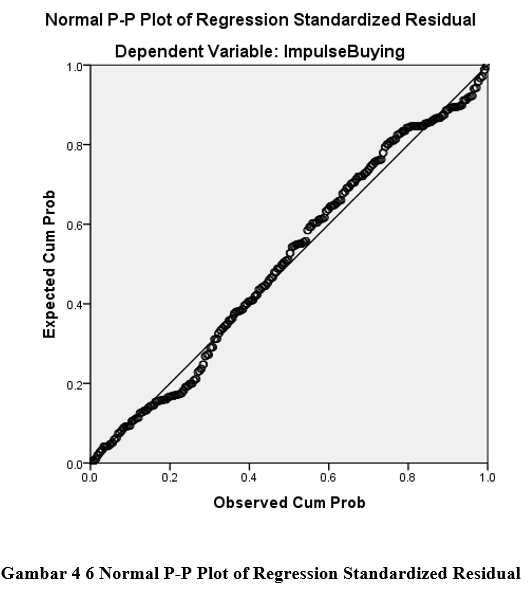 Normal P-P Plot of Regression Standardized Residual
Dependent Variable: ImpulseBuying
1.0
0.8
0.6
0.4
0.2
0.0
Expected Cum Prob
0.0 0.2 0.4 0.6 0.8 1.0
Observed Cum Prob
Gambar 4 6 Normal P-P Plot of Regression Standardized Residual